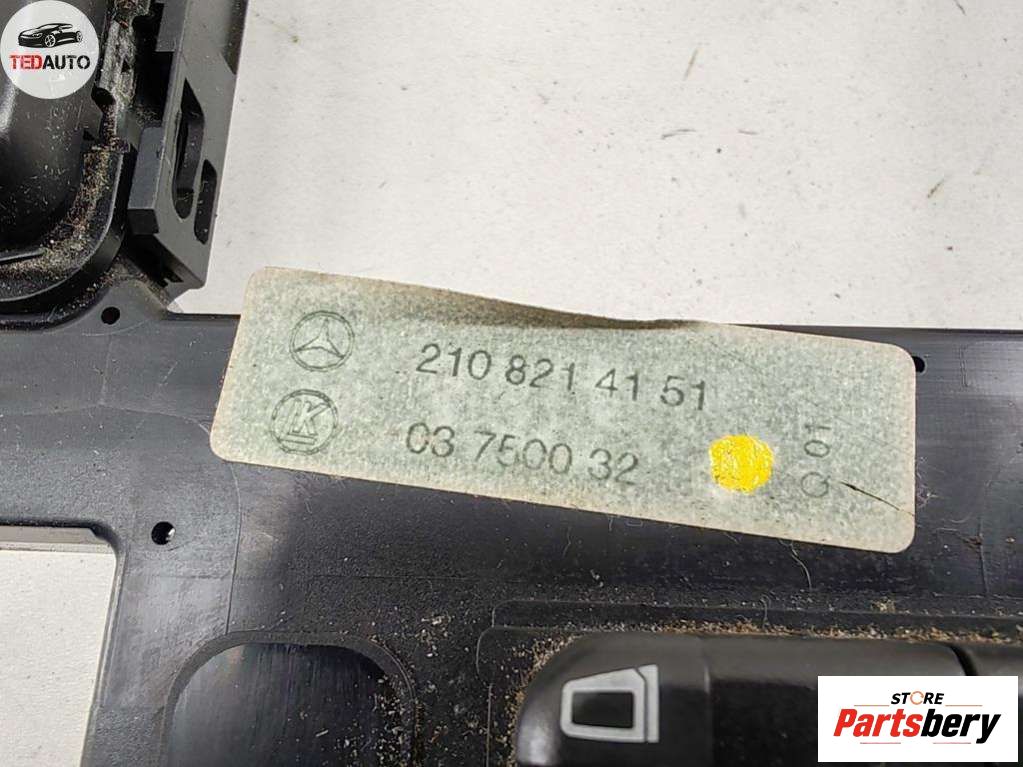 TEDAUTO
210 821 41 51
K
03 7500 32
G 01
STORE
Partsbery